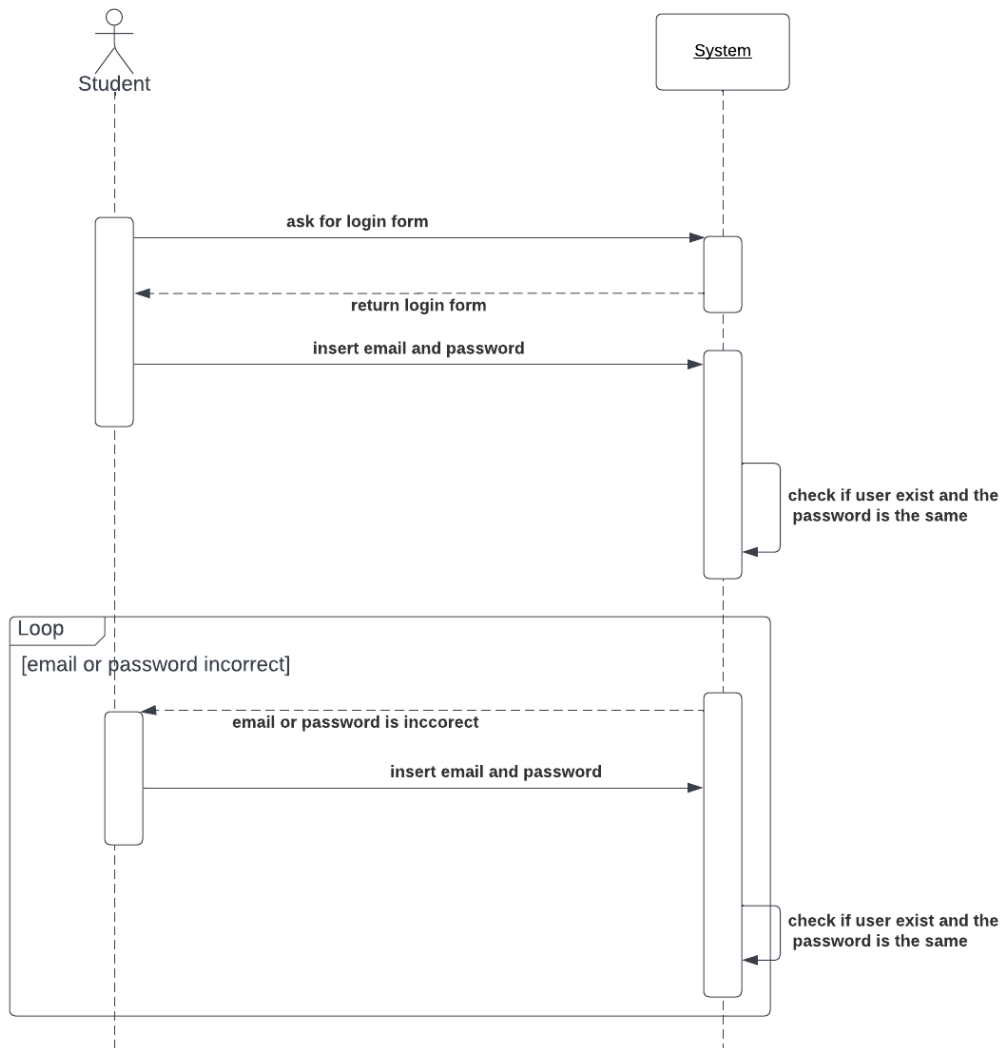 Student
System
ask for login form
return login form
insert email and password
check if user exist and the
password is the same
Loop
[email or password incorrect]
email or password is inccorect
insert email and password
check if user exist and the
password is the same